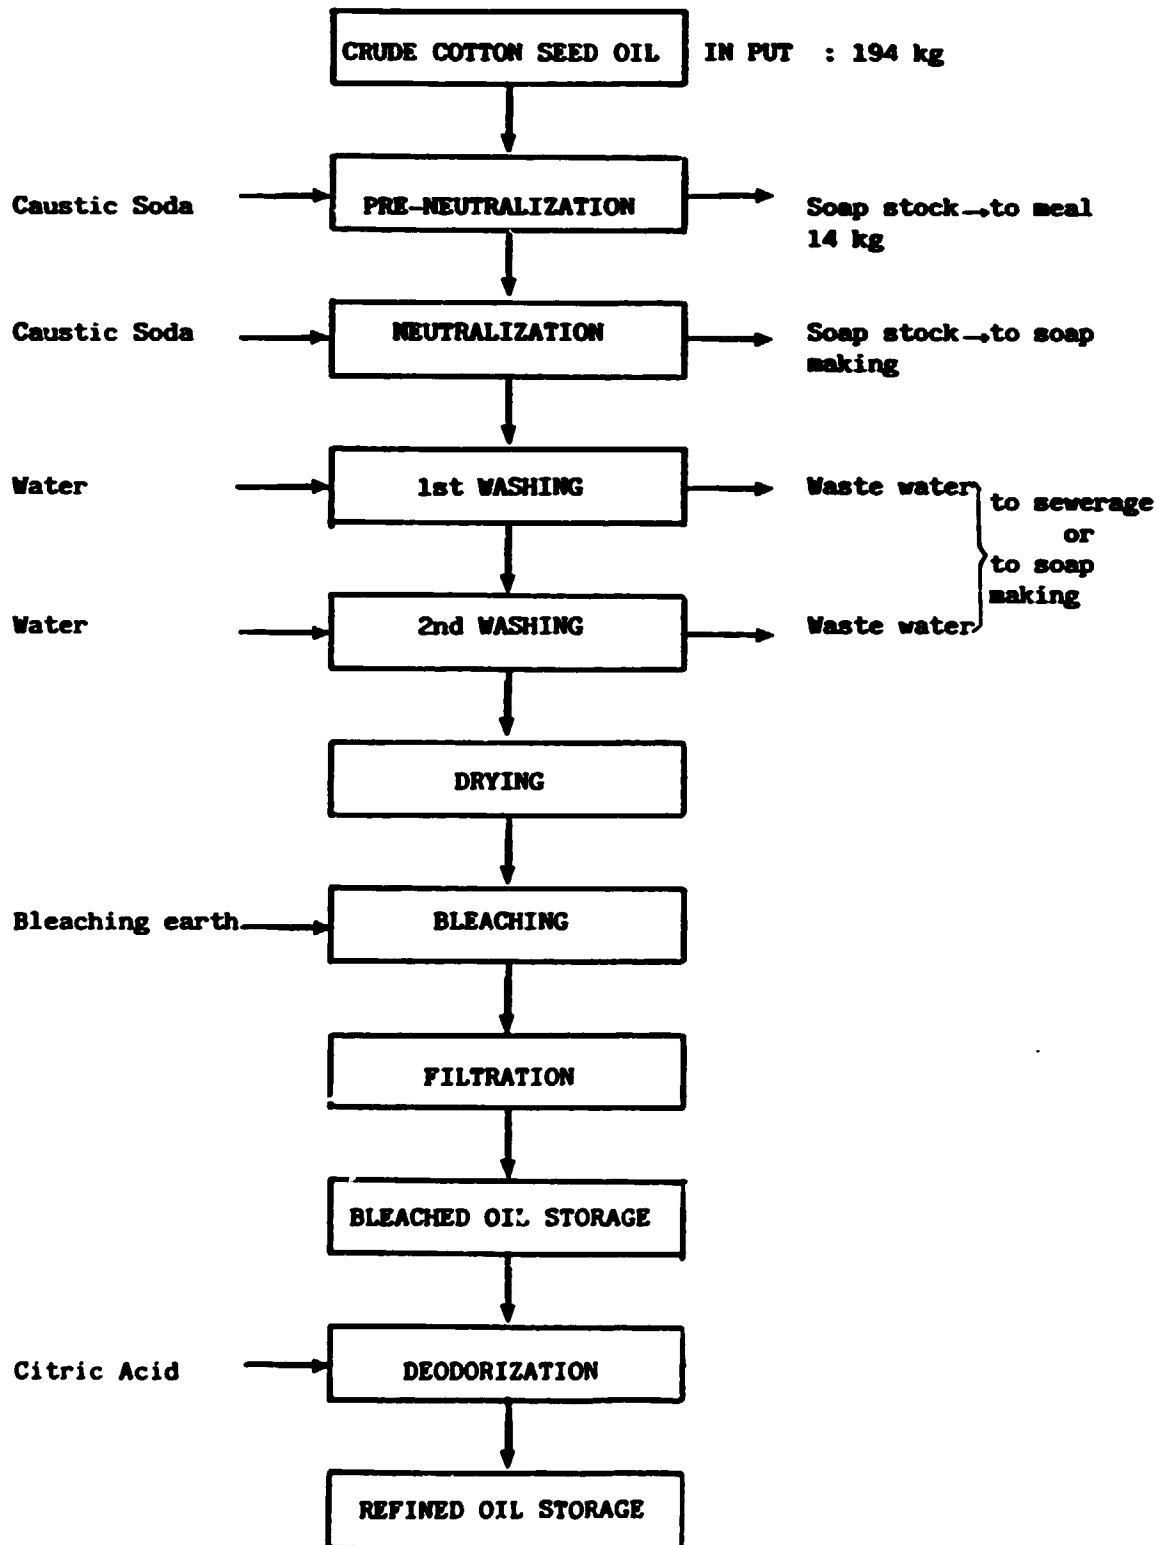 CRUDE COTTON SEED OIL IN PUT : 194 kg
Caustic Soda PRE-NEUTRALIZATION Soap stock→to meal
14 kg
Caustic Soda NEUTRALIZATION Soap stock→to soap
making
Water 1st WASHING Waste water
to sewerage
or
to soap
making
Water 2nd WASHING Waste water
DRYING
Bleaching earth BLEACHING
FILTRATION
BLEACHED OIL STORAGE
Citric Acid DEODORIZATION
REFINED OIL STORAGE